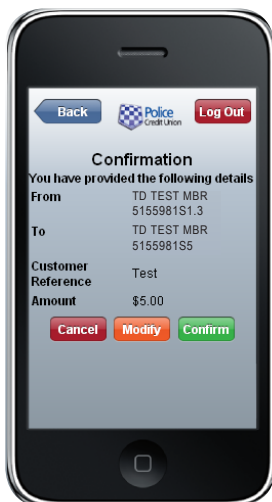 Back
Police
Credit Union
Log Out
Confirmation
You have provided the following details
From TD TEST MBR
5155981S1.3
To TD TEST MBR
5155981S5
Customer
Reference Test
Amount $5.00
Cancel Modify Confirm